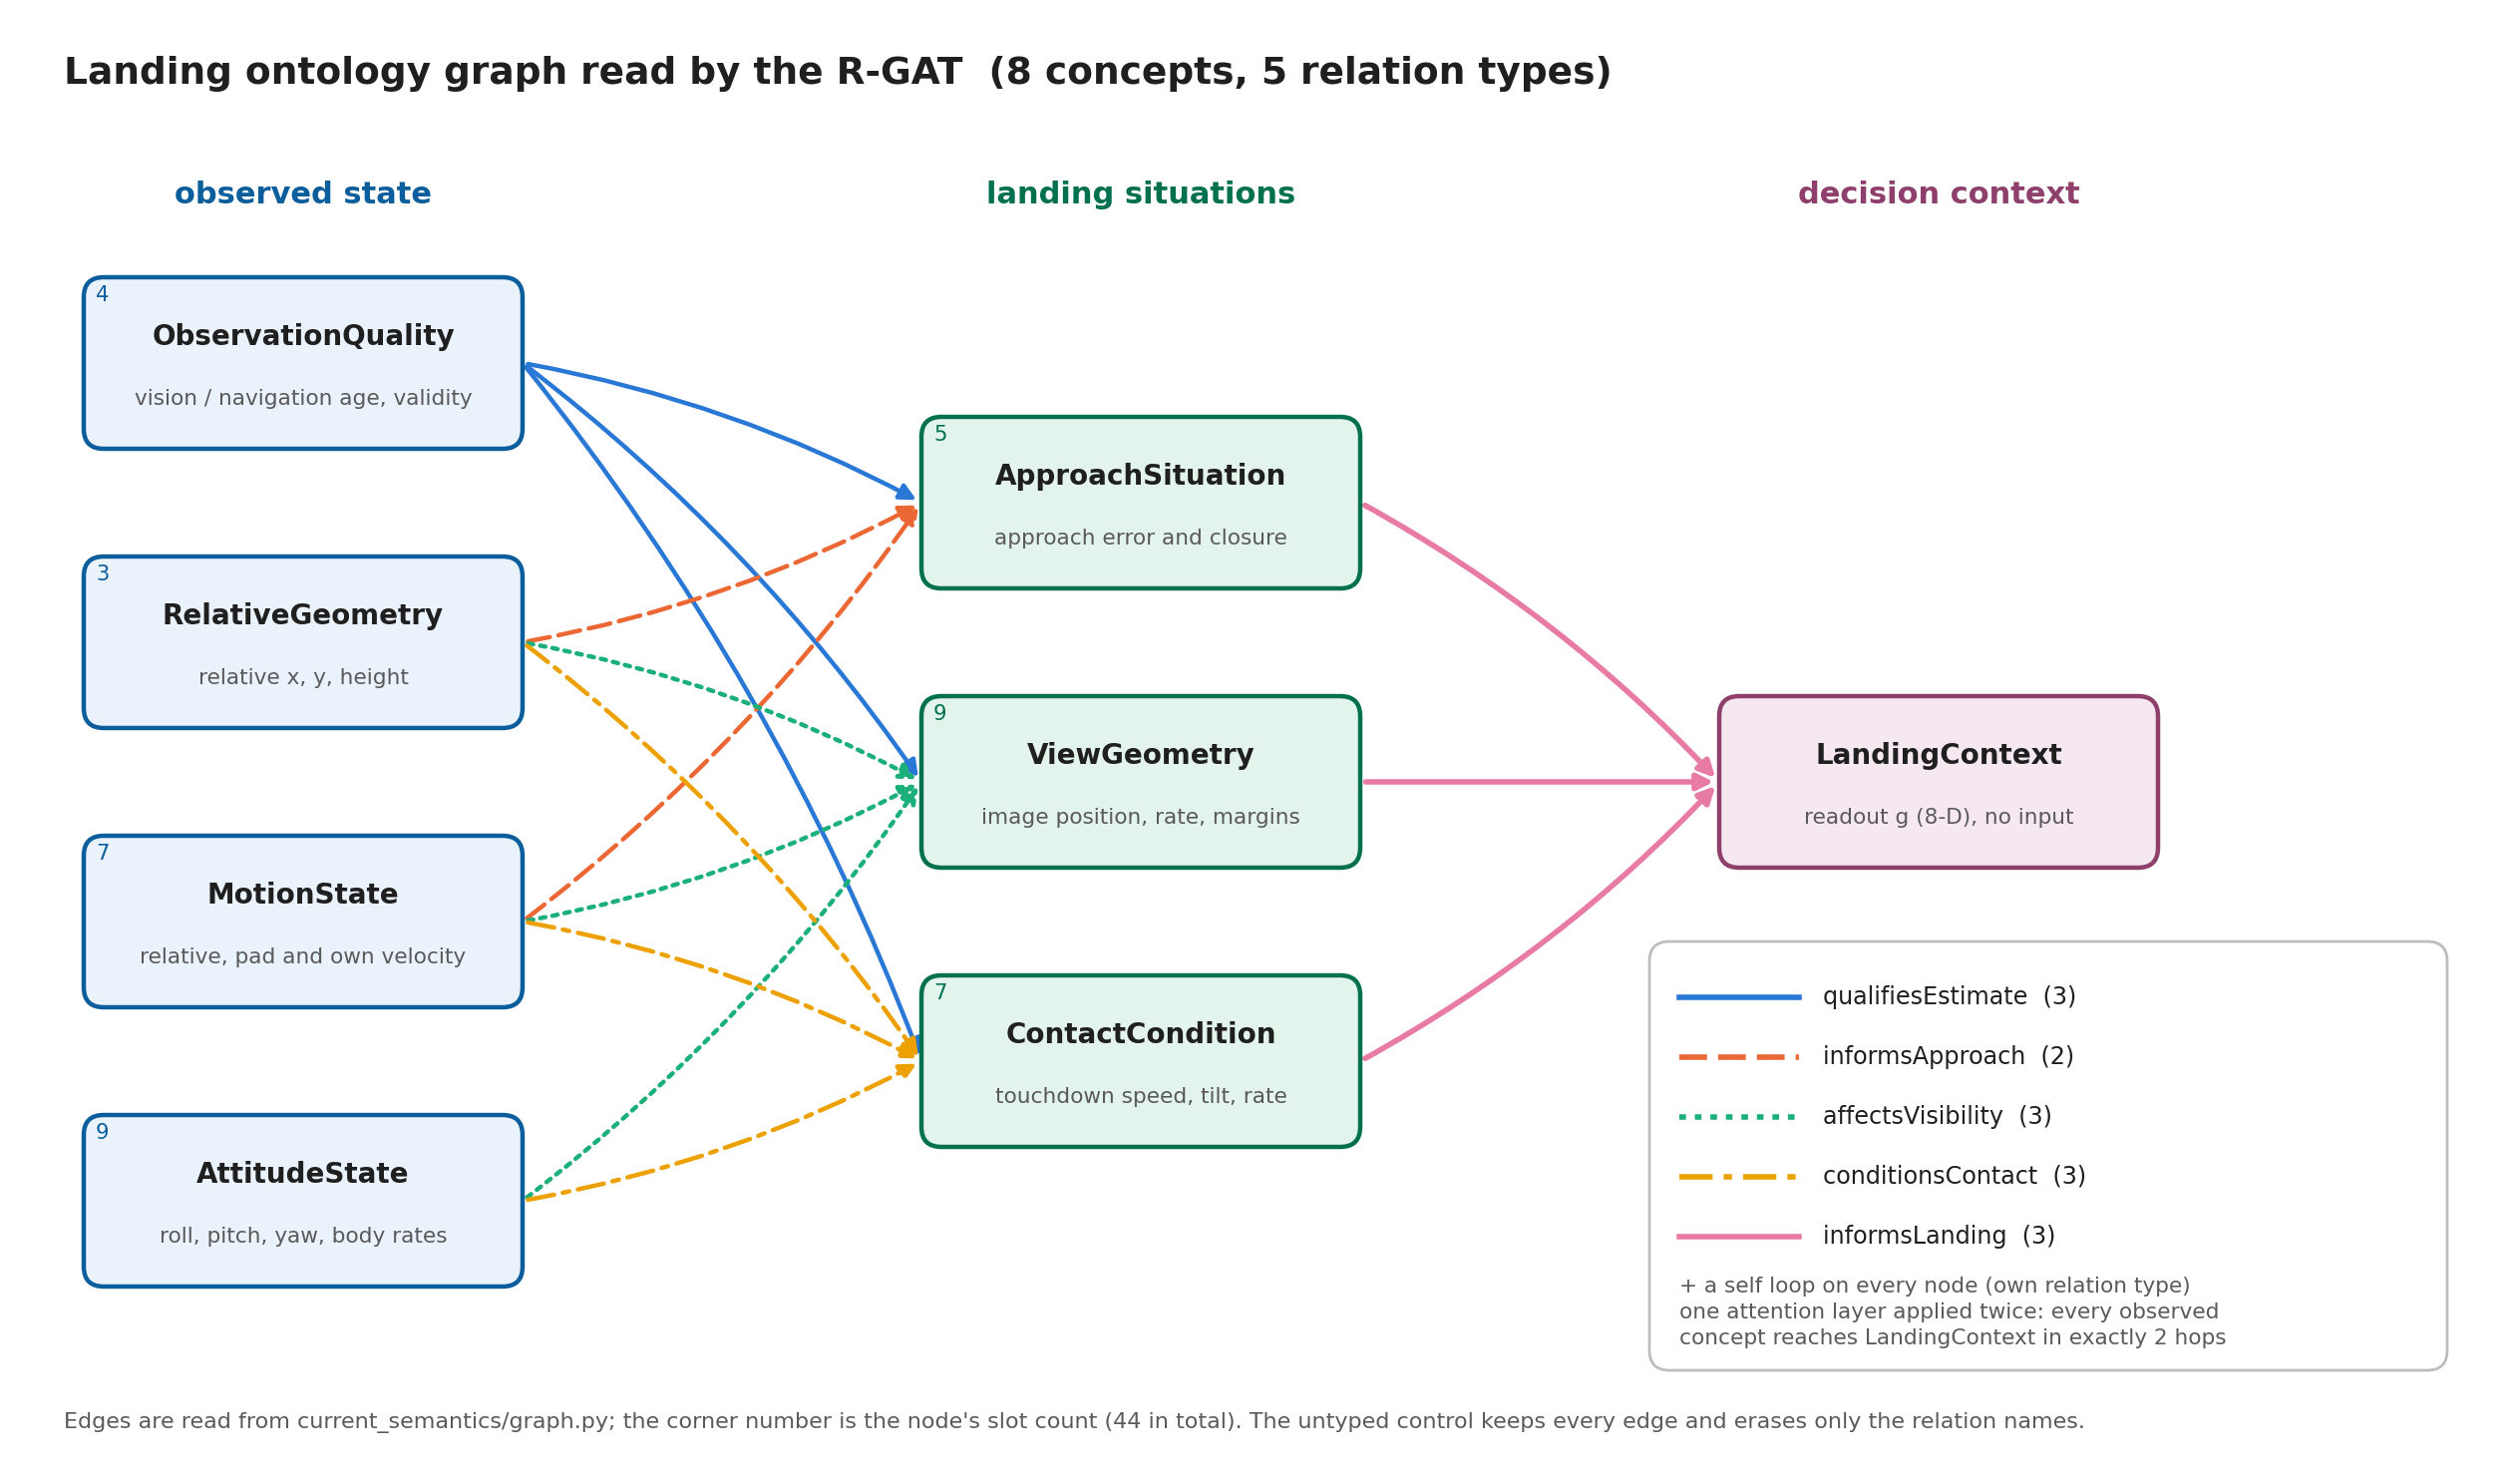 Landing ontology graph read by the R-GAT  (8 concepts, 5 relation types)
observed state
landing situations
decision context
4
ObservationQuality
vision / navigation age, validity
3
RelativeGeometry
relative x, y, height
7
MotionState
relative, pad and own velocity
9
AttitudeState
roll, pitch, yaw, body rates
5
ApproachSituation
approach error and closure
9
ViewGeometry
image position, rate, margins
7
ContactCondition
touchdown speed, tilt, rate
LandingContext
readout g (8-D), no input
qualifiesEstimate  (3)
informsApproach  (2)
affectsVisibility  (3)
conditionsContact  (3)
informsLanding  (3)
+ a self loop on every node (own relation type)
one attention layer applied twice: every observed
concept reaches LandingContext in exactly 2 hops
Edges are read from current_semantics/graph.py; the corner number is the node's slot count (44 in total). The untyped control keeps every edge and erases only the relation names.